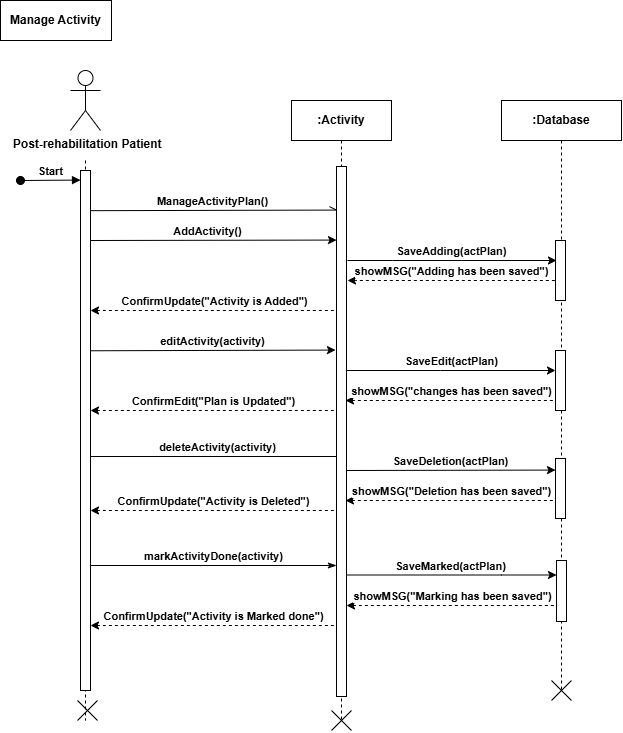 Manage Activity
Post-rehabilitation Patient
:Activity
:Database
Start
ManageActivityPlan()
AddActivity()
SaveAdding(actPlan)
showMSG("Adding has been saved")
ConfirmUpdate("Activity is Added")
editActivity(activity)
SaveEdit(actPlan)
showMSG("changes has been saved")
ConfirmEdit("Plan is Updated")
deleteActivity(activity)
SaveDeletion(actPlan)
showMSG("Deletion has been saved")
ConfirmUpdate("Activity is Deleted")
markActivityDone(activity)
SaveMarked(actPlan)
showMSG("Marking has been saved")
ConfirmUpdate("Activity is Marked done")